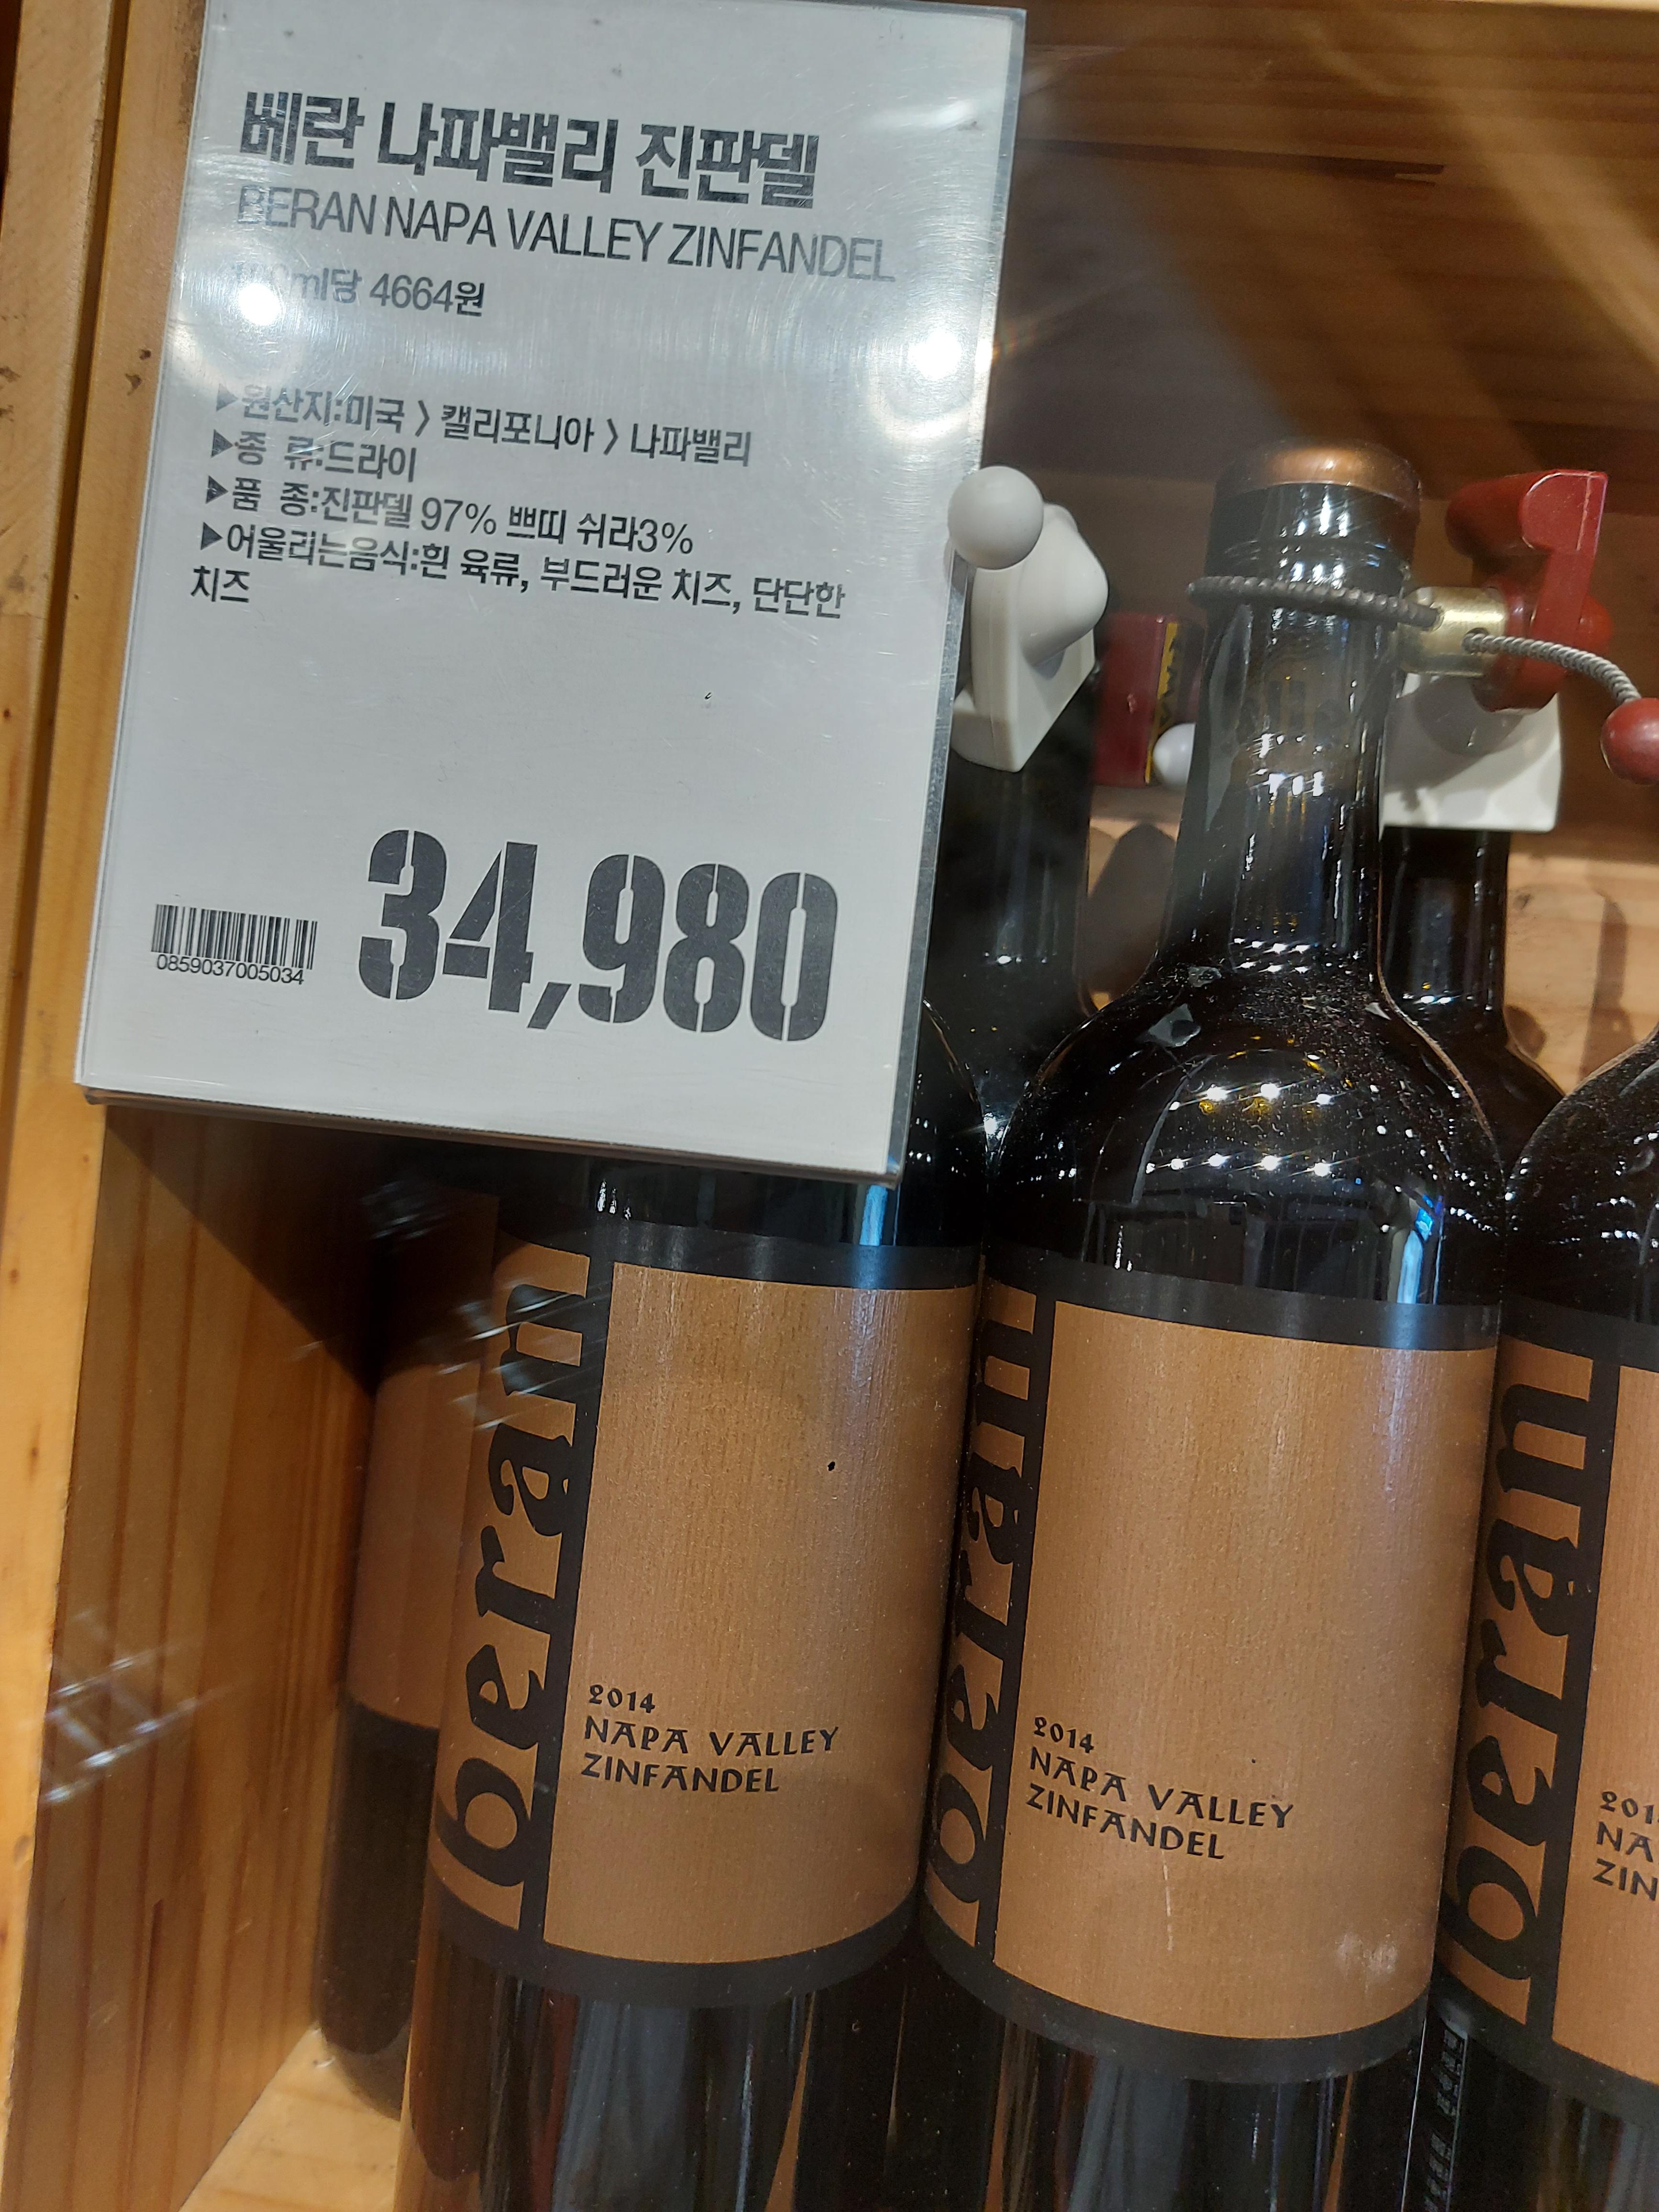 베란 나파밸리 진판델
BERAN NAPA VALLEY ZINFANDEL
100ml당 4664원
▶원산지:미국 > 캘리포니아 > 나파밸리
▶종 류:드라이
▶품 종:진판델 97% 쁘띠 쉬라3%
▶어울리는음식:흰 육류, 부드러운 치즈, 단단한
치즈
34,980
0859037005034
beran
2014
NAPA VALLEY
ZINFANDEL
beran
2014
NAPA VALLEY
ZINFANDEL
beran
201
NA
ZIN